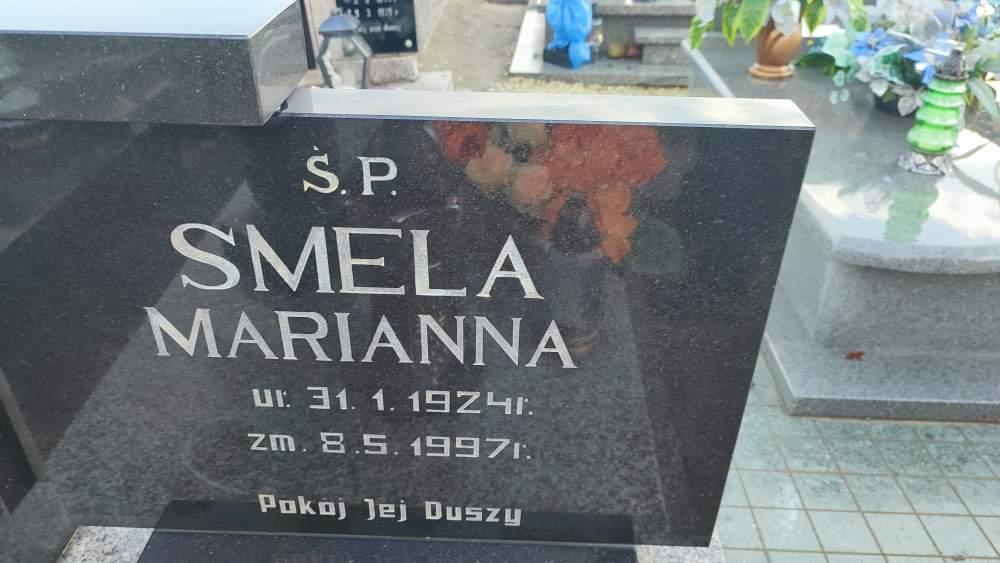 Ś.P.
SMELA
MARIANNA
ur. 31.1.1924r.
zm. 8.5.1997r.
Pokój Jej Duszy